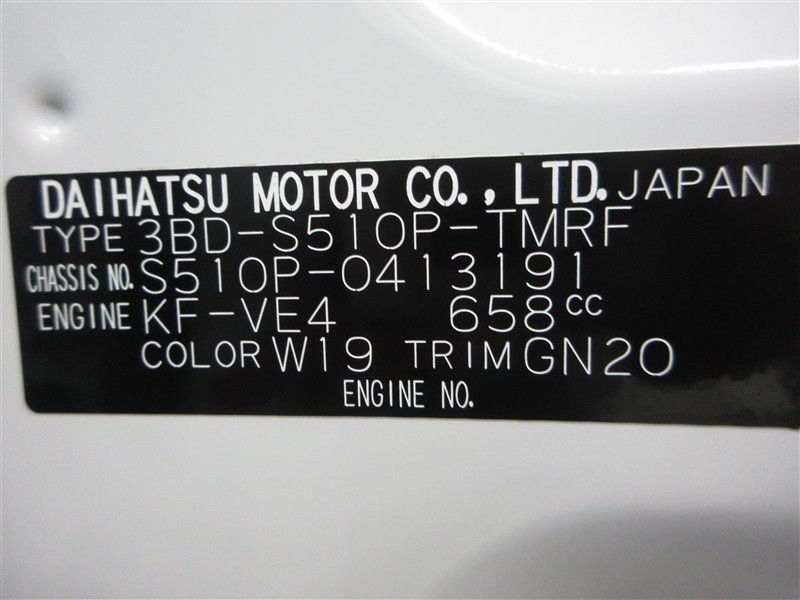 DAIHATSU MOTOR CO., LTD. JAPAN
TYPE 3BD-S510P-TMRF
CHASSIS NO. S510P-0413191
ENGINE KF-VE4 658cc
COLOR W19 TRIM GN20
ENGINE NO.